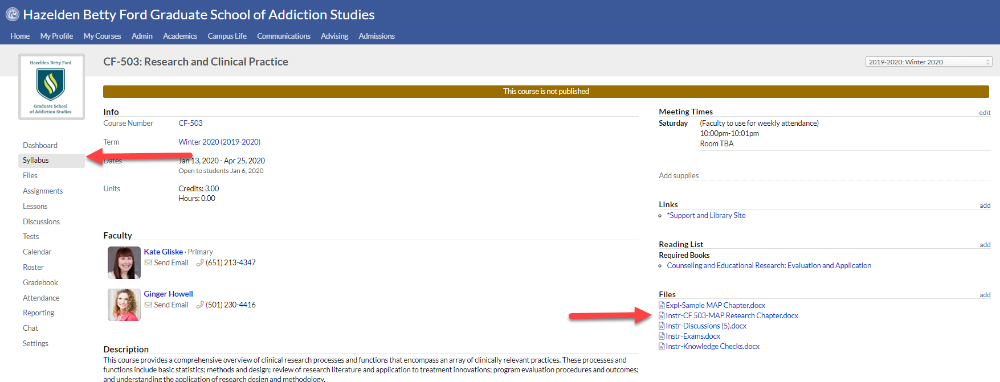 Hazelden Betty Ford Graduate School of Addiction Studies
Home My Profile My Courses Admin Academics Campus Life Communications Advising Admissions
Hazelden Betty Ford
Graduate School
of Addiction Studies
CF-503: Research and Clinical Practice
2019-2020: Winter 2020
This course is not published
Dashboard
Syllabus
Files
Assignments
Lessons
Discussions
Tests
Calendar
Roster
Gradebook
Attendance
Reporting
Chat
Settings
Info
Course Number CF-503
Term Winter 2020 (2019-2020)
Dates Jan 13, 2020 - Apr 25, 2020
Open to students Jan 6, 2020
Units Credits: 3.00
Hours: 0.00
Faculty
Kate Gliske · Primary
Send Email (651) 213-4347
Ginger Howell
Send Email (501) 230-4416
Description
This course provides a comprehensive overview of clinical research processes and functions that encompass an array of clinically relevant practices. These processes and
functions include basic statistics; methods and design; review of research literature and application to treatment innovations; program evaluation procedures and outcomes;
and understanding the application of research design and methodology.
Meeting Times edit
Saturday (Faculty to use for weekly attendance)
10:00pm-10:01pm
Room TBA
Add supplies
Links add
*Support and Library Site
Reading List add
Required Books
Counseling and Educational Research: Evaluation and Application
Files add
Expl-Sample MAP Chapter.docx
Instr-CF 503-MAP Research Chapter.docx
Instr-Discussions (5).docx
Instr-Exams.docx
Instr-Knowledge Checks.docx